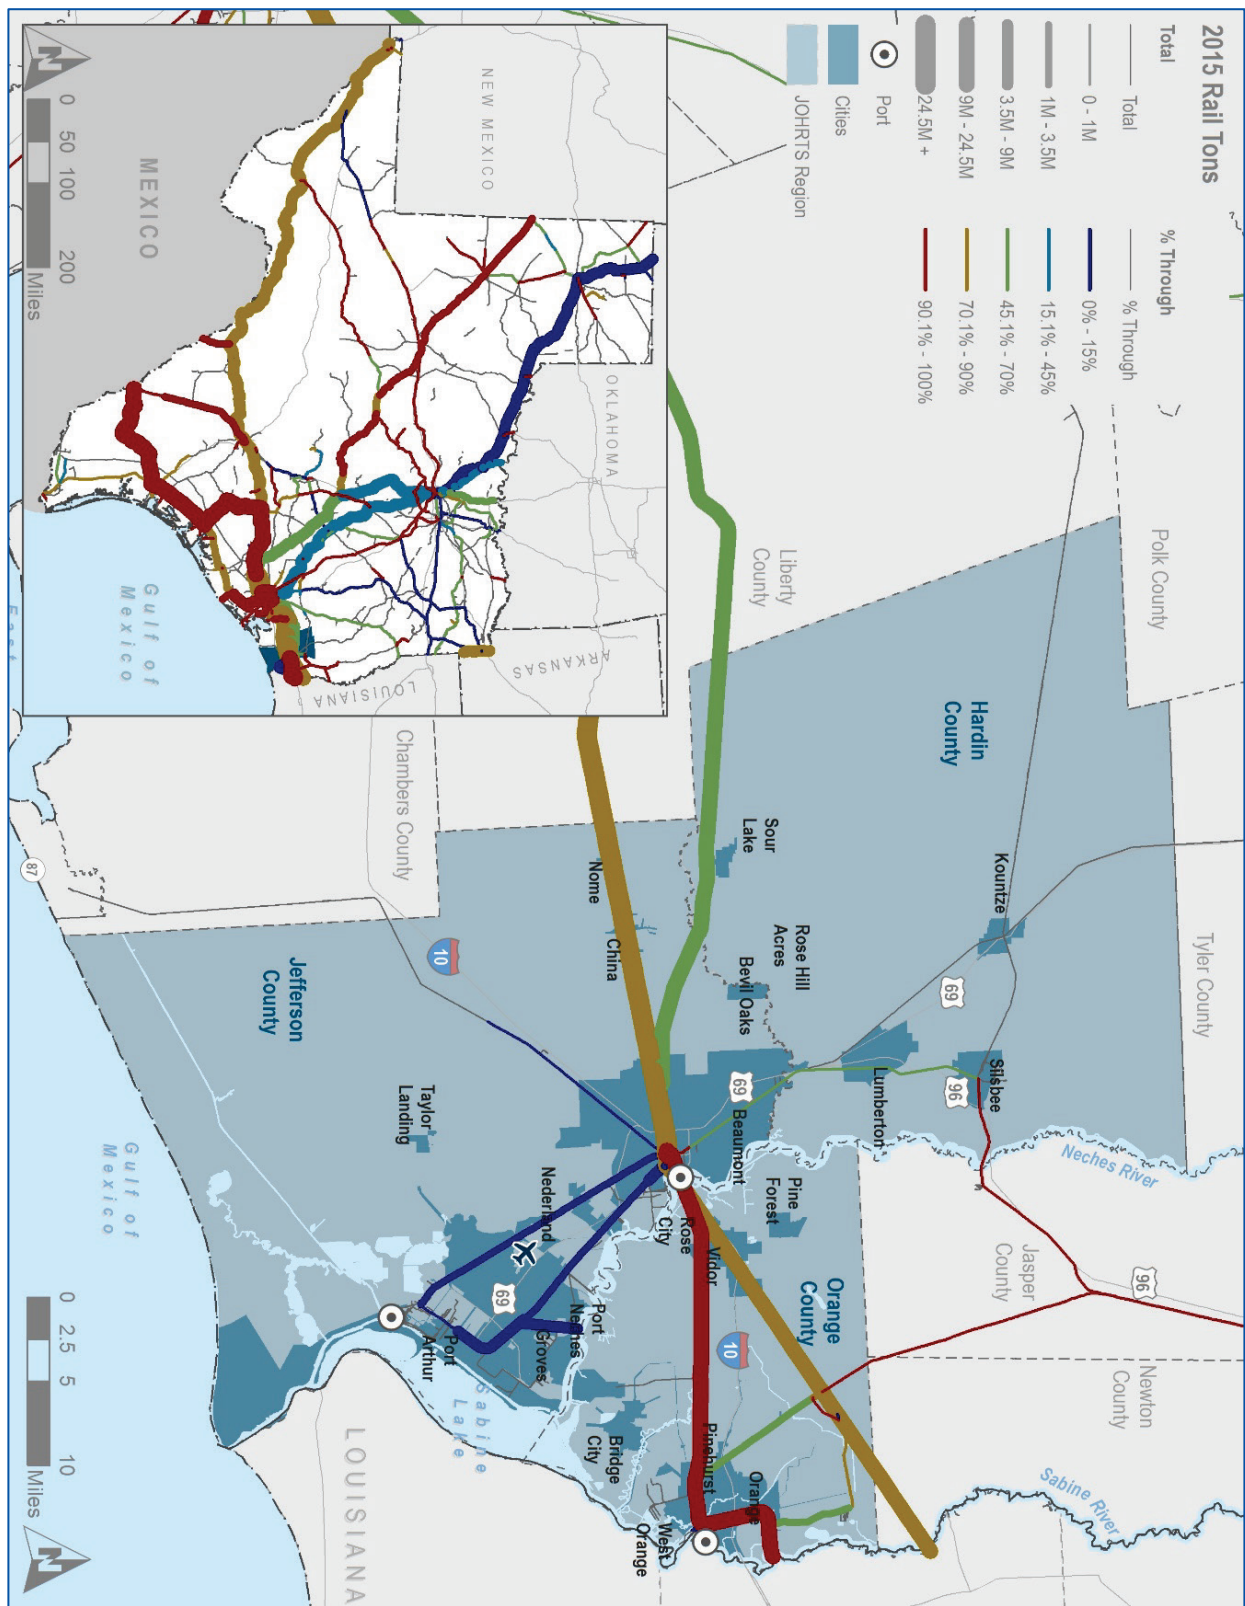 2015 Rail Tons
Total
% Through
Total
% Through
0 - 1M
0% - 15%
1M - 3.5M
15.1% - 45%
3.5M - 9M
45.1% - 70%
9M - 24.5M
70.1% - 90%
24.5M +
90.1% - 100%
Port
Cities
JOHRTS Region
NEW MEXICO
OKLAHOMA
ARKANSAS
LOUISIANA
MEXICO
Gulf of
Mexico
0 50 100 200
Miles
N
Polk County
Tyler County
Liberty
County
Hardin
County
Kountze
69
Silsbee
96
Lumberton
Sour
Lake
Rose Hill
Acres
Bevil Oaks
Neches River
Jasper
County
96
Newton
County
Sabine River
Nome
China
69
Beaumont
Pine
Forest
Orange
County
Vidor
Rose
City
10
Pinehurst
Orange
West
Orange
Bridge
City
Chambers County
10
Jefferson
County
Taylor
Landing
Nederland
69
Port
Neches
Groves
Port
Arthur
Sabine
Lake
LOUISIANA
87
Gulf of
Mexico
0 2.5 5 10
Miles
N